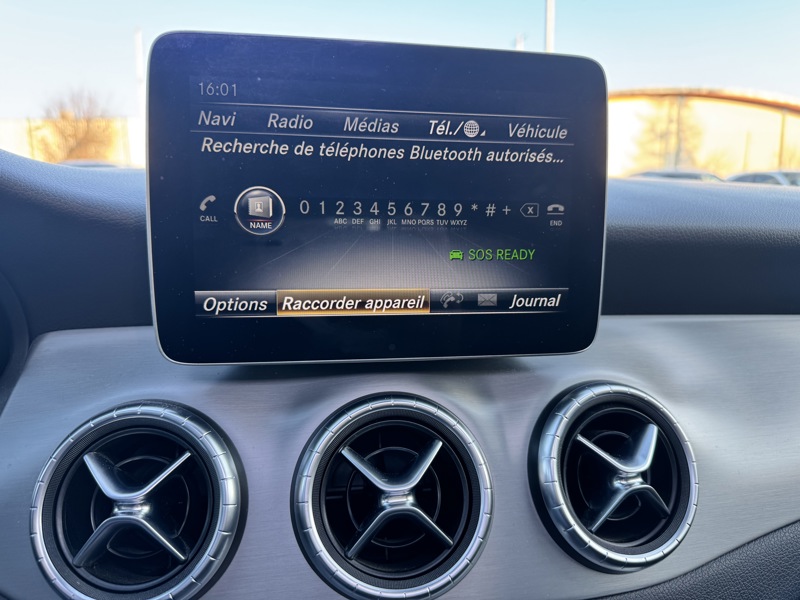 16:01
Navi Radio Médias Tél./ Véhicule
Recherche de téléphones Bluetooth autorisés...
CALL NAME 0 1 2 3 4 5 6 7 8 9 * # + X END
ABC DEF GHI JKL MNO PQRS TUV WXYZ
SOS READY
Options Raccorder appareil Journal